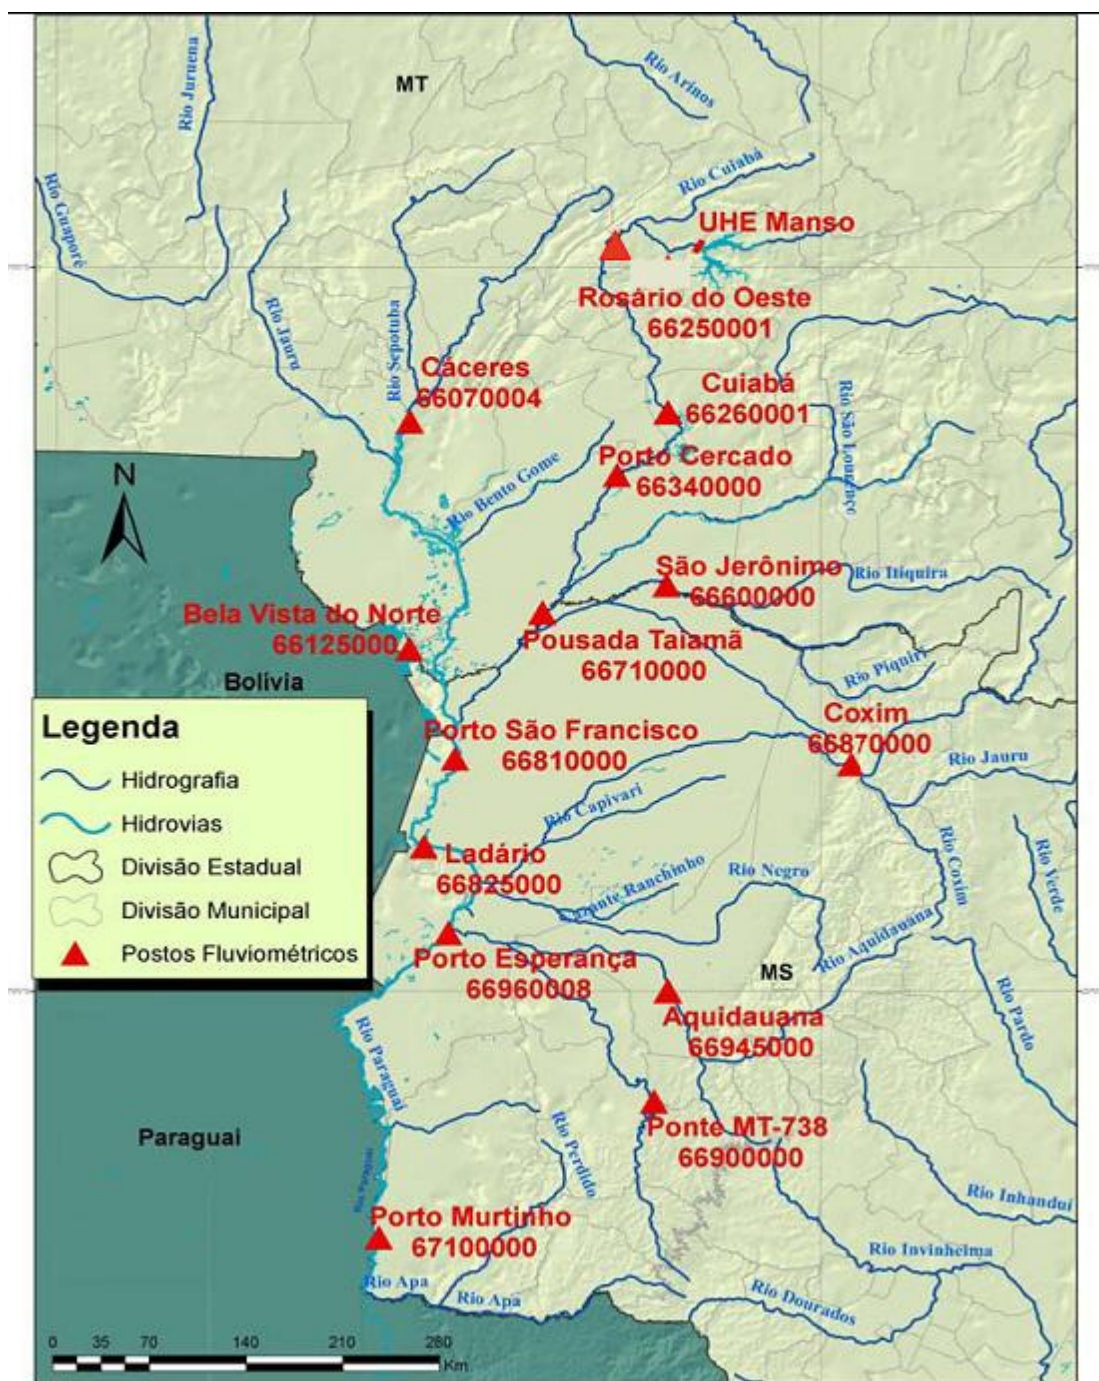 MT
Rio Juruena
Rio Arinos
Rio Guaporé
Rio Cuiabá
UHE Manso
Rosário do Oeste
66250001
Rio Jauru
Rio Sepotuba
Cáceres
66070004
Cuiabá
66260001
Rio São Lourenço
Porto Cercado
66340000
Rio Bento Gome
N
São Jerônimo
66600000
Rio Itiquira
Bela Vista do Norte
66125000
Pousada Taiamã
66710000
Rio Piquiri
Bolívia
Coxim
66870000
Porto São Francisco
66810000
Rio Jauru
Legenda
Hidrografia
Hidrovias
Divisão Estadual
Divisão Municipal
Postos Fluviométricos
Rio Capivari
Ladário
66825000
Rio Negro
Rio Coxim
Rio Verde
Rio Aquidauana
Porto Esperança
66960008
MS
Aquidauana
66945000
Rio Pardo
Rio Paraguai
Paraguai
Ponte MT-738
66900000
Rio Perdido
Rio Inhanduí
Porto Murtinho
67100000
Rio Invinheima
Rio Apa
Rio Apa
Rio Dourados
0 35 70 140 210 280
Km